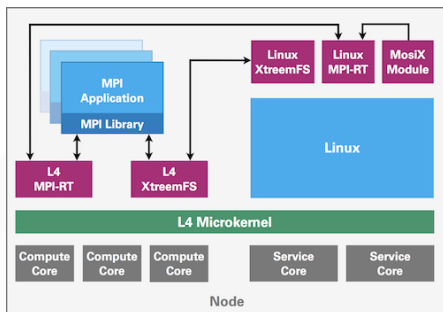 Linux
XtreemFS
Linux
MPI-RT
MosiX
Module
MPI
Application
MPI Library
Linux
L4
MPI-RT
L4
XtreemFS
L4 Microkernel
Compute
Core
Compute
Core
Compute
Core
Service
Core
Service
Core
Node